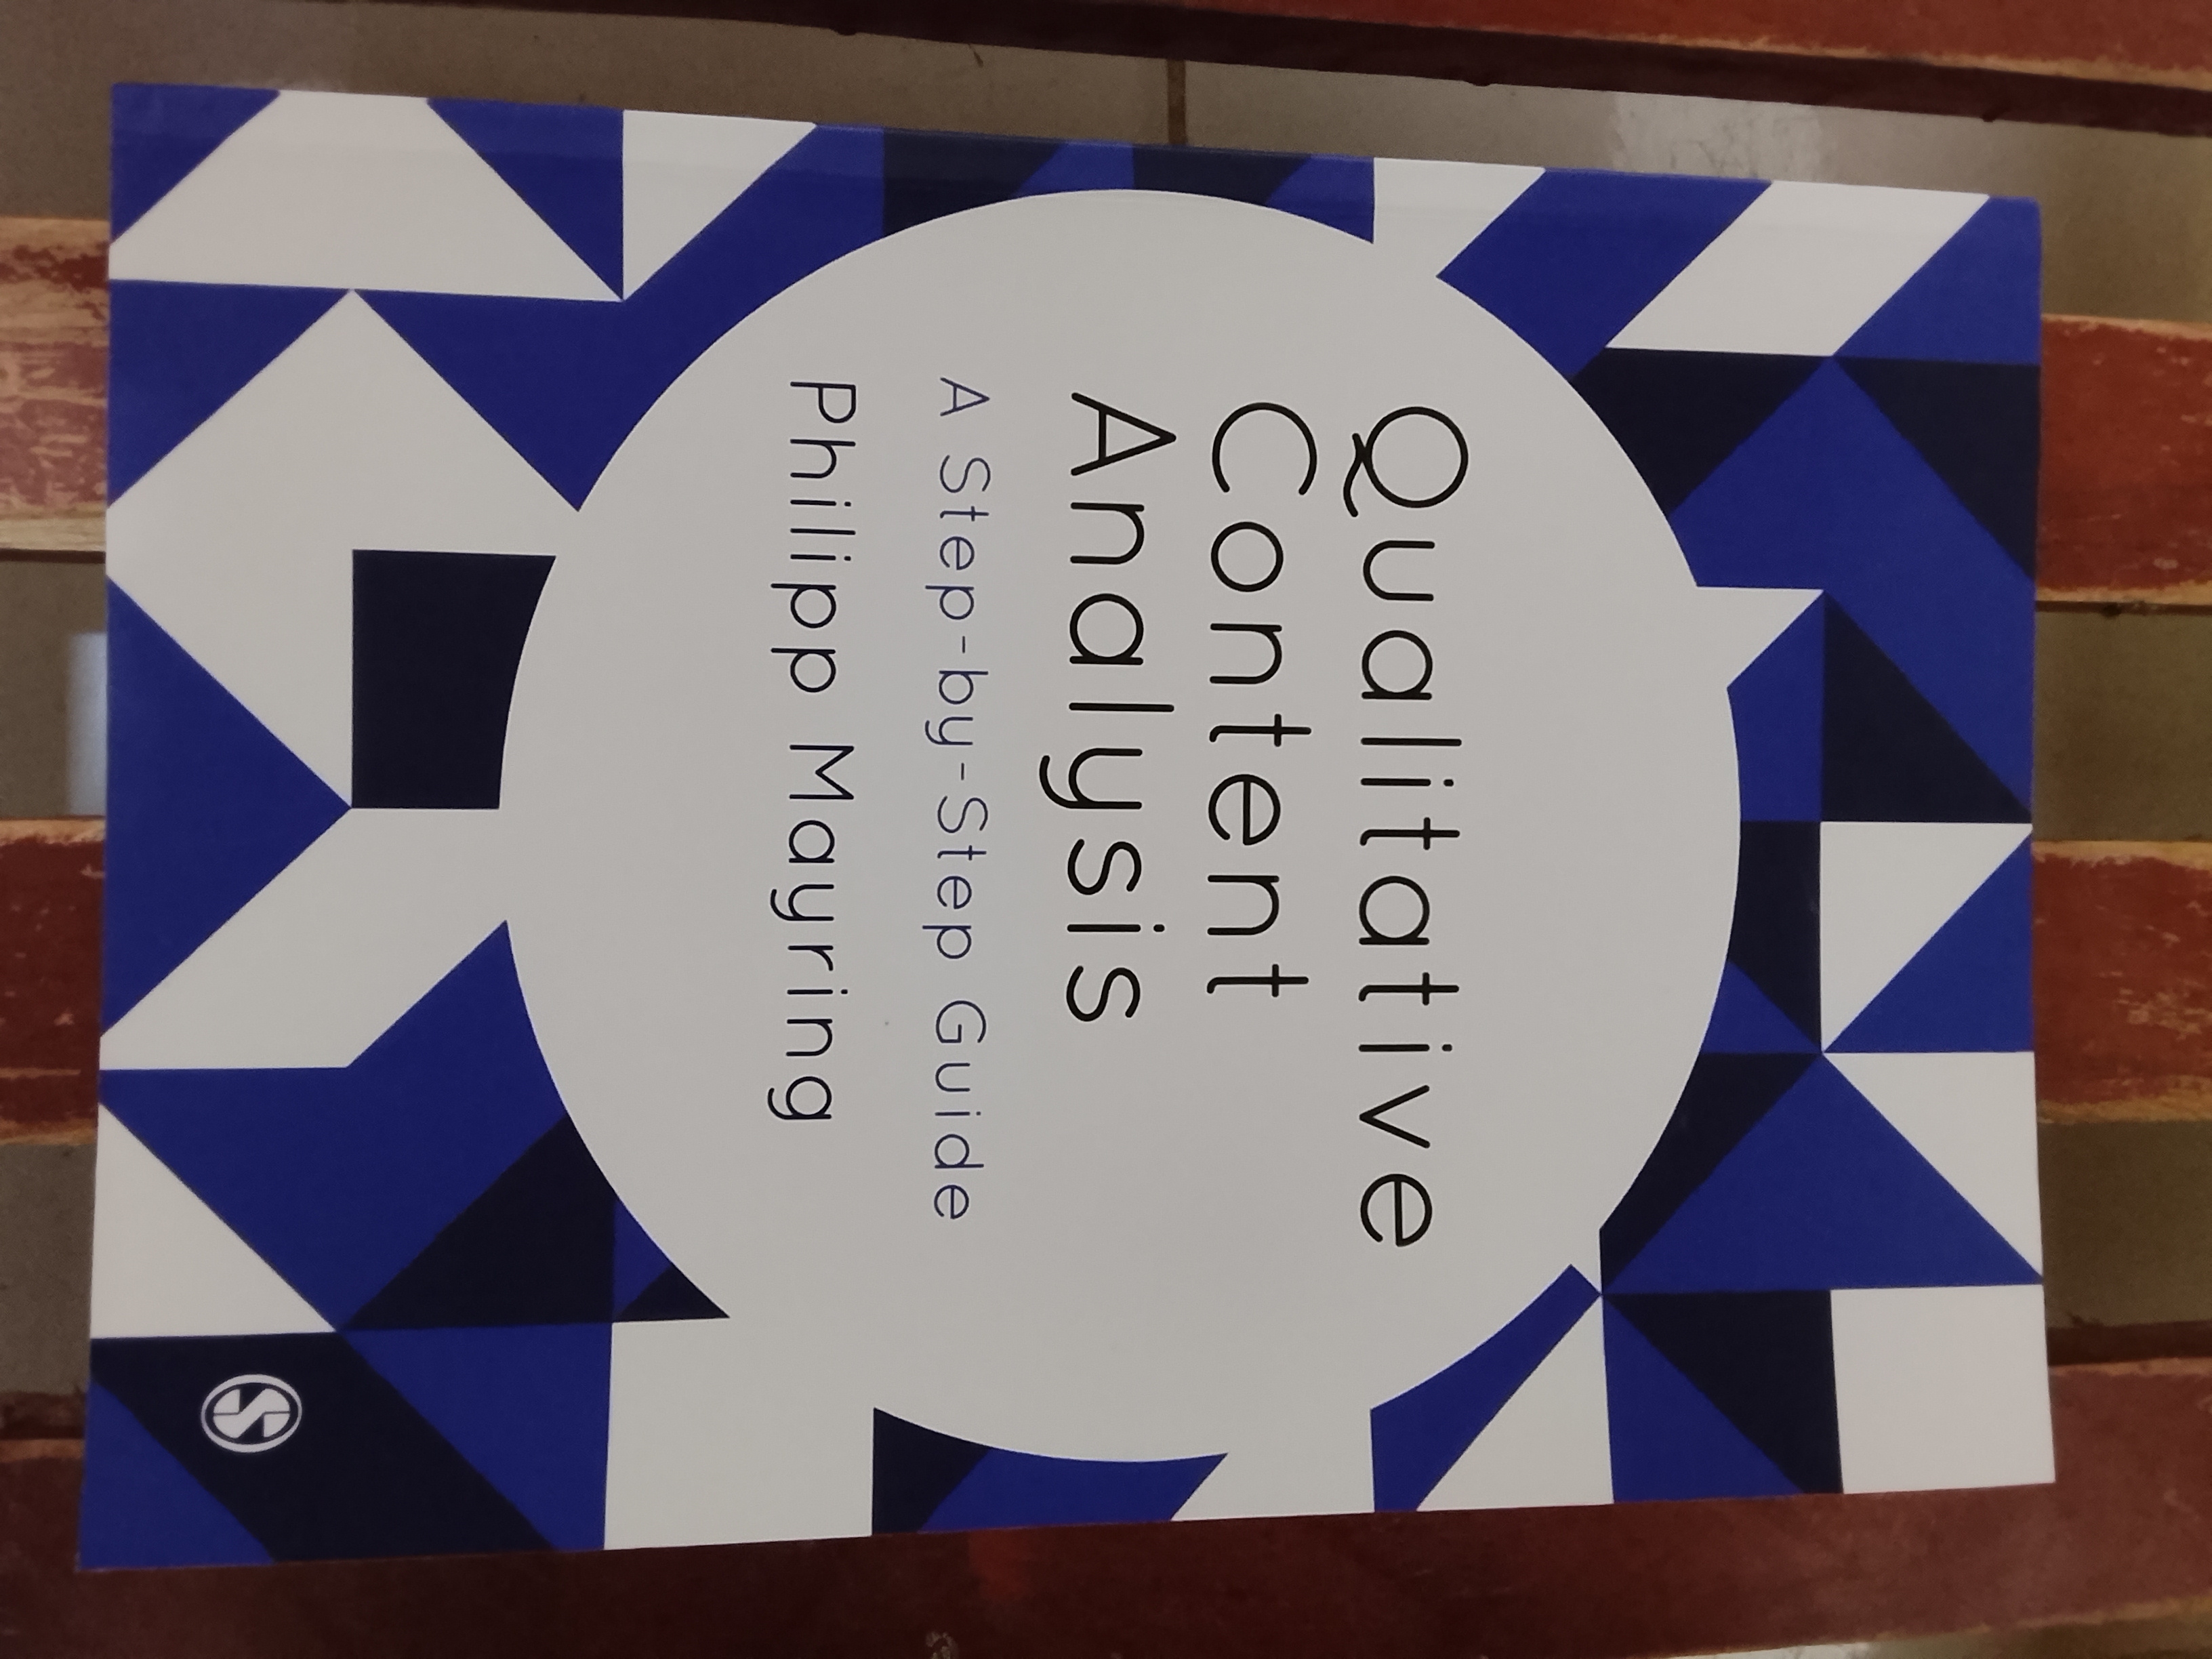 Qualitative
Content
Analysis
A Step-by-Step Guide
Philipp Mayring
S